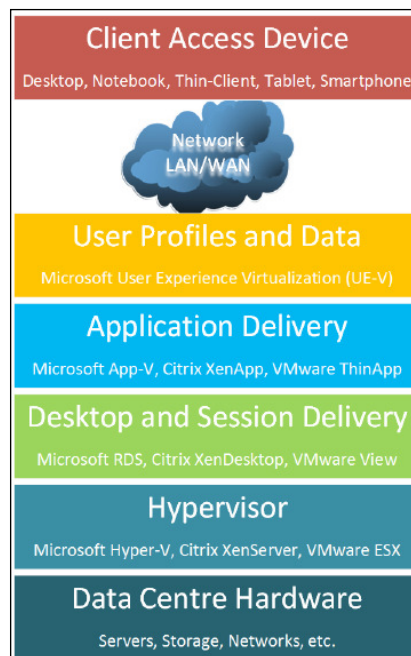 Client Access Device
Desktop, Notebook, Thin-Client, Tablet, Smartphone
Network
LAN/WAN
User Profiles and Data
Microsoft User Experience Virtualization (UE-V)
Application Delivery
Microsoft App-V, Citrix XenApp, VMware ThinApp
Desktop and Session Delivery
Microsoft RDS, Citrix XenDesktop, VMware View
Hypervisor
Microsoft Hyper-V, Citrix XenServer, VMware ESX
Data Centre Hardware
Servers, Storage, Networks, etc.